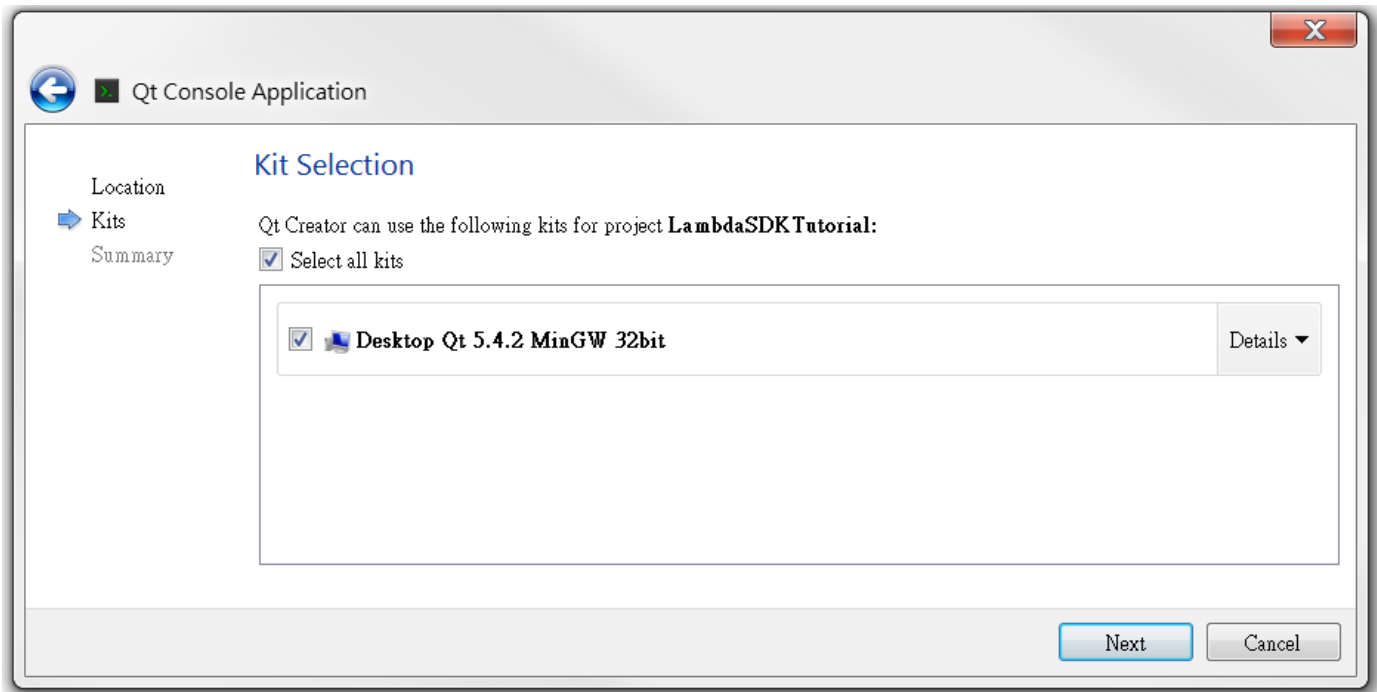 Qt Console Application
Kit Selection
Location
Kits
Summary
Qt Creator can use the following kits for project LambdaSDKTutorial:
Select all kits
Desktop Qt 5.4.2 MinGW 32bit
Details
Next
Cancel